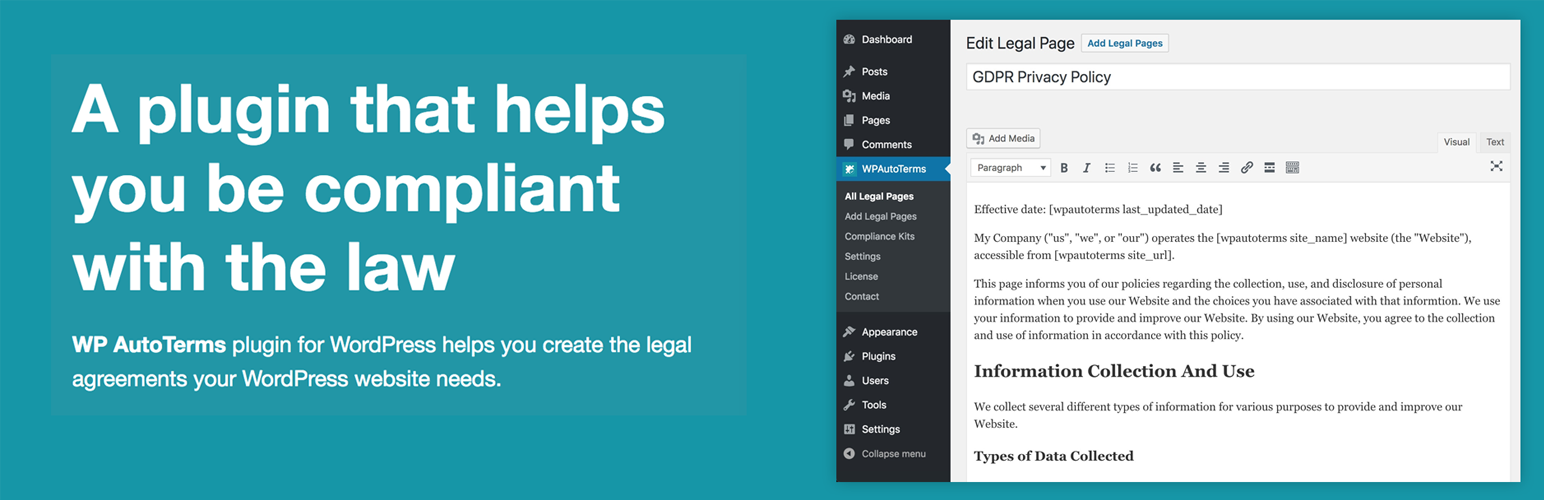 A plugin that helps
you be compliant
with the law
WP AutoTerms plugin for WordPress helps you create the legal
agreements your WordPress website needs.
Dashboard
Posts
Media
Pages
Comments
WPAutoTerms
All Legal Pages
Add Legal Pages
Compliance Kits
Settings
License
Contact
Appearance
Plugins
Users
Tools
Settings
Collapse menu
Edit Legal Page
Add Legal Pages
GDPR Privacy Policy
Add Media
Visual
Text
Paragraph
B
I
Effective date: [wpautoterms last_updated_date]
My Company ("us", "we", or "our") operates the [wpautoterms site_name] website (the "Website"),
accessible from [wpautoterms site_url].
This page informs you of our policies regarding the collection, use, and disclosure of personal
information when you use our Website and the choices you have associated with that informtion. We use
your information to provide and improve our Website. By using our Website, you agree to the collection
and use of information in accordance with this policy.
Information Collection And Use
We collect several different types of information for various purposes to provide and improve our
Website.
Types of Data Collected